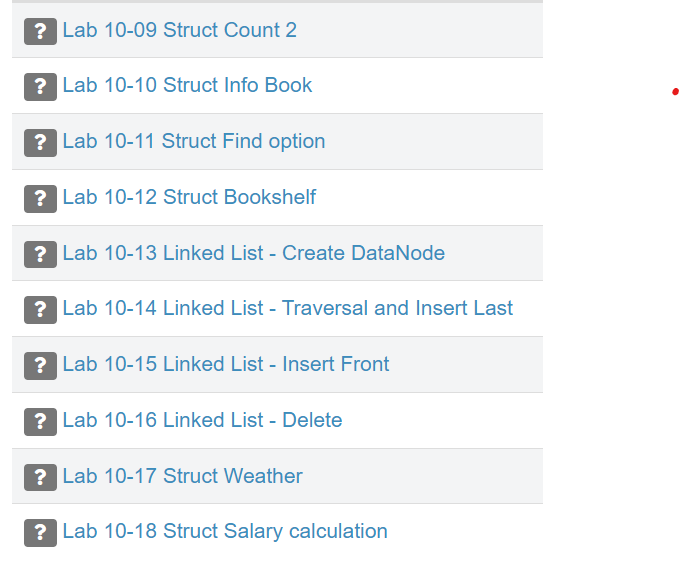 ? Lab 10-09 Struct Count 2
? Lab 10-10 Struct Info Book
? Lab 10-11 Struct Find option
? Lab 10-12 Struct Bookshelf
? Lab 10-13 Linked List - Create DataNode
? Lab 10-14 Linked List - Traversal and Insert Last
? Lab 10-15 Linked List - Insert Front
? Lab 10-16 Linked List - Delete
? Lab 10-17 Struct Weather
? Lab 10-18 Struct Salary calculation